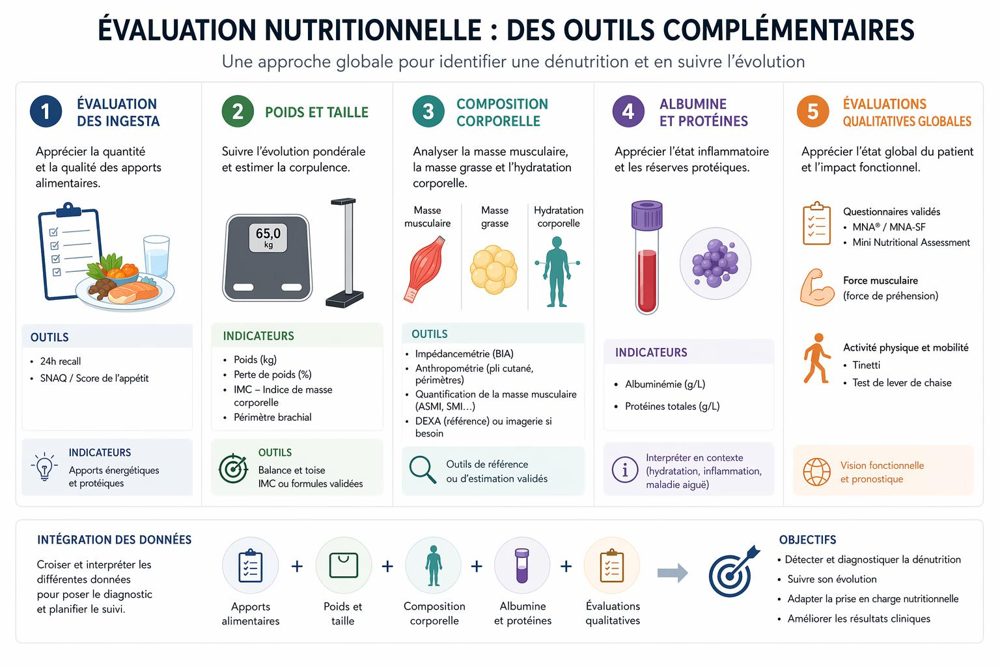 ÉVALUATION NUTRITIONNELLE : DES OUTILS COMPLÉMENTAIRES
Une approche globale pour identifier une dénutrition et en suivre l'évolution
1
ÉVALUATION
DES INGESTA
Apprécier la quantité
et la qualité des apports
alimentaires.
OUTILS
• 24h recall
• SNAQ / Score de l'appétit
INDICATEURS
Apports énergétiques
et protéiques
2
POIDS ET TAILLE
Suivre l'évolution pondérale
et estimer la corpulence.
65,0
kg
INDICATEURS
• Poids (kg)
• Perte de poids (%)
• IMC – Indice de masse
corporelle
• Périmètre brachial
OUTILS
Balance et toise
IMC ou formules validées
3
COMPOSITION
CORPORELLE
Analyser la masse musculaire,
la masse grasse et l'hydratation
corporelle.
Masse
musculaire
Masse
grasse
Hydratation
corporelle
OUTILS
• Impédancemétrie (BIA)
• Anthropométrie (pli cutané,
périmètres)
• Quantification de la masse musculaire
(ASMI, SMI...)
• DEXA (référence) ou imagerie si
besoin
Outils de référence
ou d'estimation validés
4
ALBUMINE
ET PROTÉINES
Apprécier l'état inflammatoire
et les réserves protéiques.
INDICATEURS
• Albuminémie (g/L)
• Protéines totales (g/L)
i
Interpréter en contexte
(hydratation, inflammation,
maladie aiguë)
5
ÉVALUATIONS
QUALITATIVES GLOBALES
Apprécier l'état global du patient
et l'impact fonctionnel.
Questionnaires validés
• MNA® / MNA-SF
• Mini Nutritional Assessment
Force musculaire
(force de préhension)
Activité physique et mobilité
• Tinetti
• Test de lever de chaise
Vision fonctionnelle
et pronostique
INTÉGRATION DES DONNÉES
Croiser et interpréter les
différentes données
pour poser le diagnostic
et planifier le suivi.
Apports
alimentaires
+
Poids et
taille
+
Composition
corporelle
+
Albumine
et protéines
+
Évaluations
qualitatives
OBJECTIFS
• Détecter et diagnostiquer la dénutrition
• Suivre son évolution
• Adapter la prise en charge nutritionnelle
• Améliorer les résultats cliniques